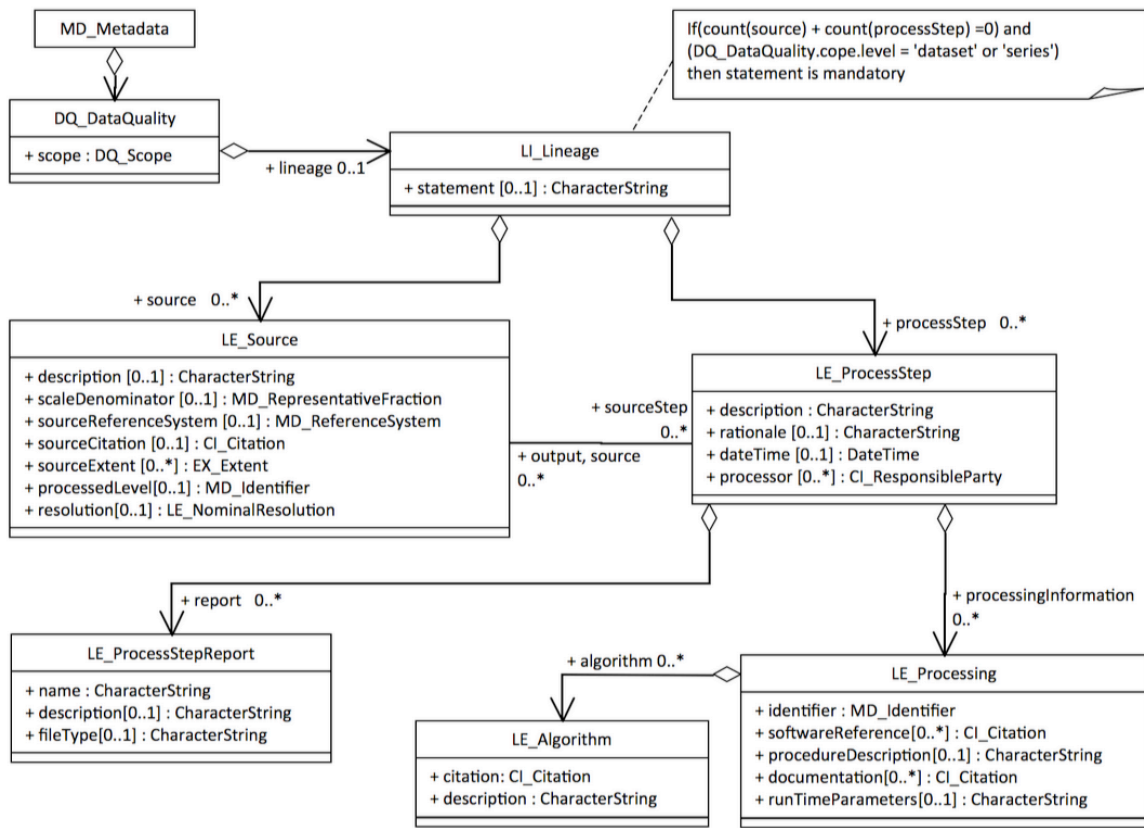 MD_Metadata
If(count(source) + count(processStep) =0) and
(DQ_DataQuality.cope.level = 'dataset' or 'series')
then statement is mandatory
DQ_DataQuality
+ scope : DQ_Scope
+ lineage 0..1
LI_Lineage
+ statement [0..1] : CharacterString
+ source 0..*
+ processStep 0..*
LE_Source
+ description [0..1] : CharacterString
+ scaleDenominator [0..1] : MD_RepresentativeFraction
+ sourceReferenceSystem [0..1] : MD_ReferenceSystem
+ sourceCitation [0..1] : CI_Citation
+ sourceExtent [0..*] : EX_Extent
+ processedLevel[0..1] : MD_Identifier
+ resolution[0..1] : LE_NominalResolution
+ sourceStep
0..*
+ output, source
0..*
LE_ProcessStep
+ description : CharacterString
+ rationale [0..1] : CharacterString
+ dateTime [0..1] : DateTime
+ processor [0..*] : CI_ResponsibleParty
+ report 0..*
+ processingInformation
0..*
LE_ProcessStepReport
+ name : CharacterString
+ description[0..1] : CharacterString
+ fileType[0..1] : CharacterString
+ algorithm 0..*
LE_Algorithm
+ citation: CI_Citation
+ description : CharacterString
LE_Processing
+ identifier : MD_Identifier
+ softwareReference[0..*] : CI_Citation
+ procedureDescription[0..1] : CharacterString
+ documentation[0..*] : CI_Citation
+ runTimeParameters[0..1] : CharacterString